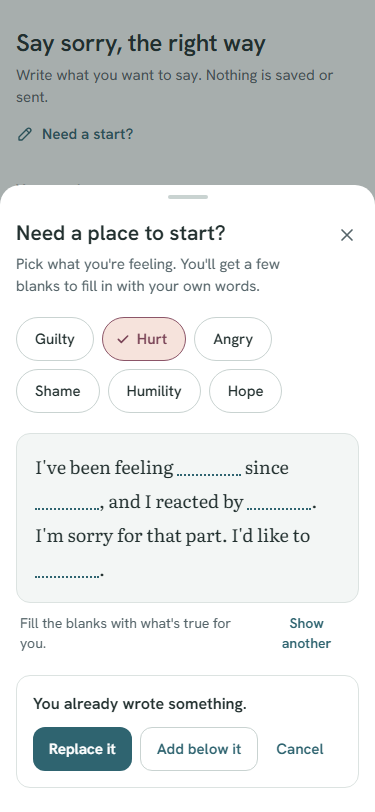 Say sorry, the right way
Write what you want to say. Nothing is saved or
sent.
Need a start?
Need a place to start?
Pick what you're feeling. You'll get a few
blanks to fill in with your own words.
Guilty
Hurt
Angry
Shame
Humility
Hope
I've been feeling ............ since
............, and I reacted by .............
I'm sorry for that part. I'd like to
.............
Fill the blanks with what's true for
you.
Show
another
You already wrote something.
Replace it
Add below it
Cancel